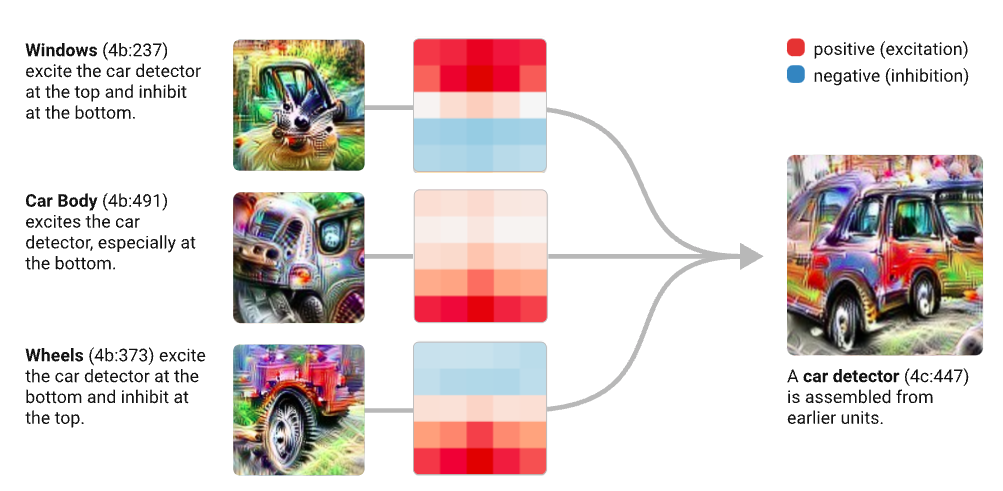 Windows (4b:237)
excite the car detector
at the top and inhibit
at the bottom.
Car Body (4b:491)
excites the car
detector, especially at
the bottom.
Wheels (4b:373) excite
the car detector at the
bottom and inhibit at
the top.
positive (excitation)
negative (inhibition)
A car detector (4c:447)
is assembled from
earlier units.